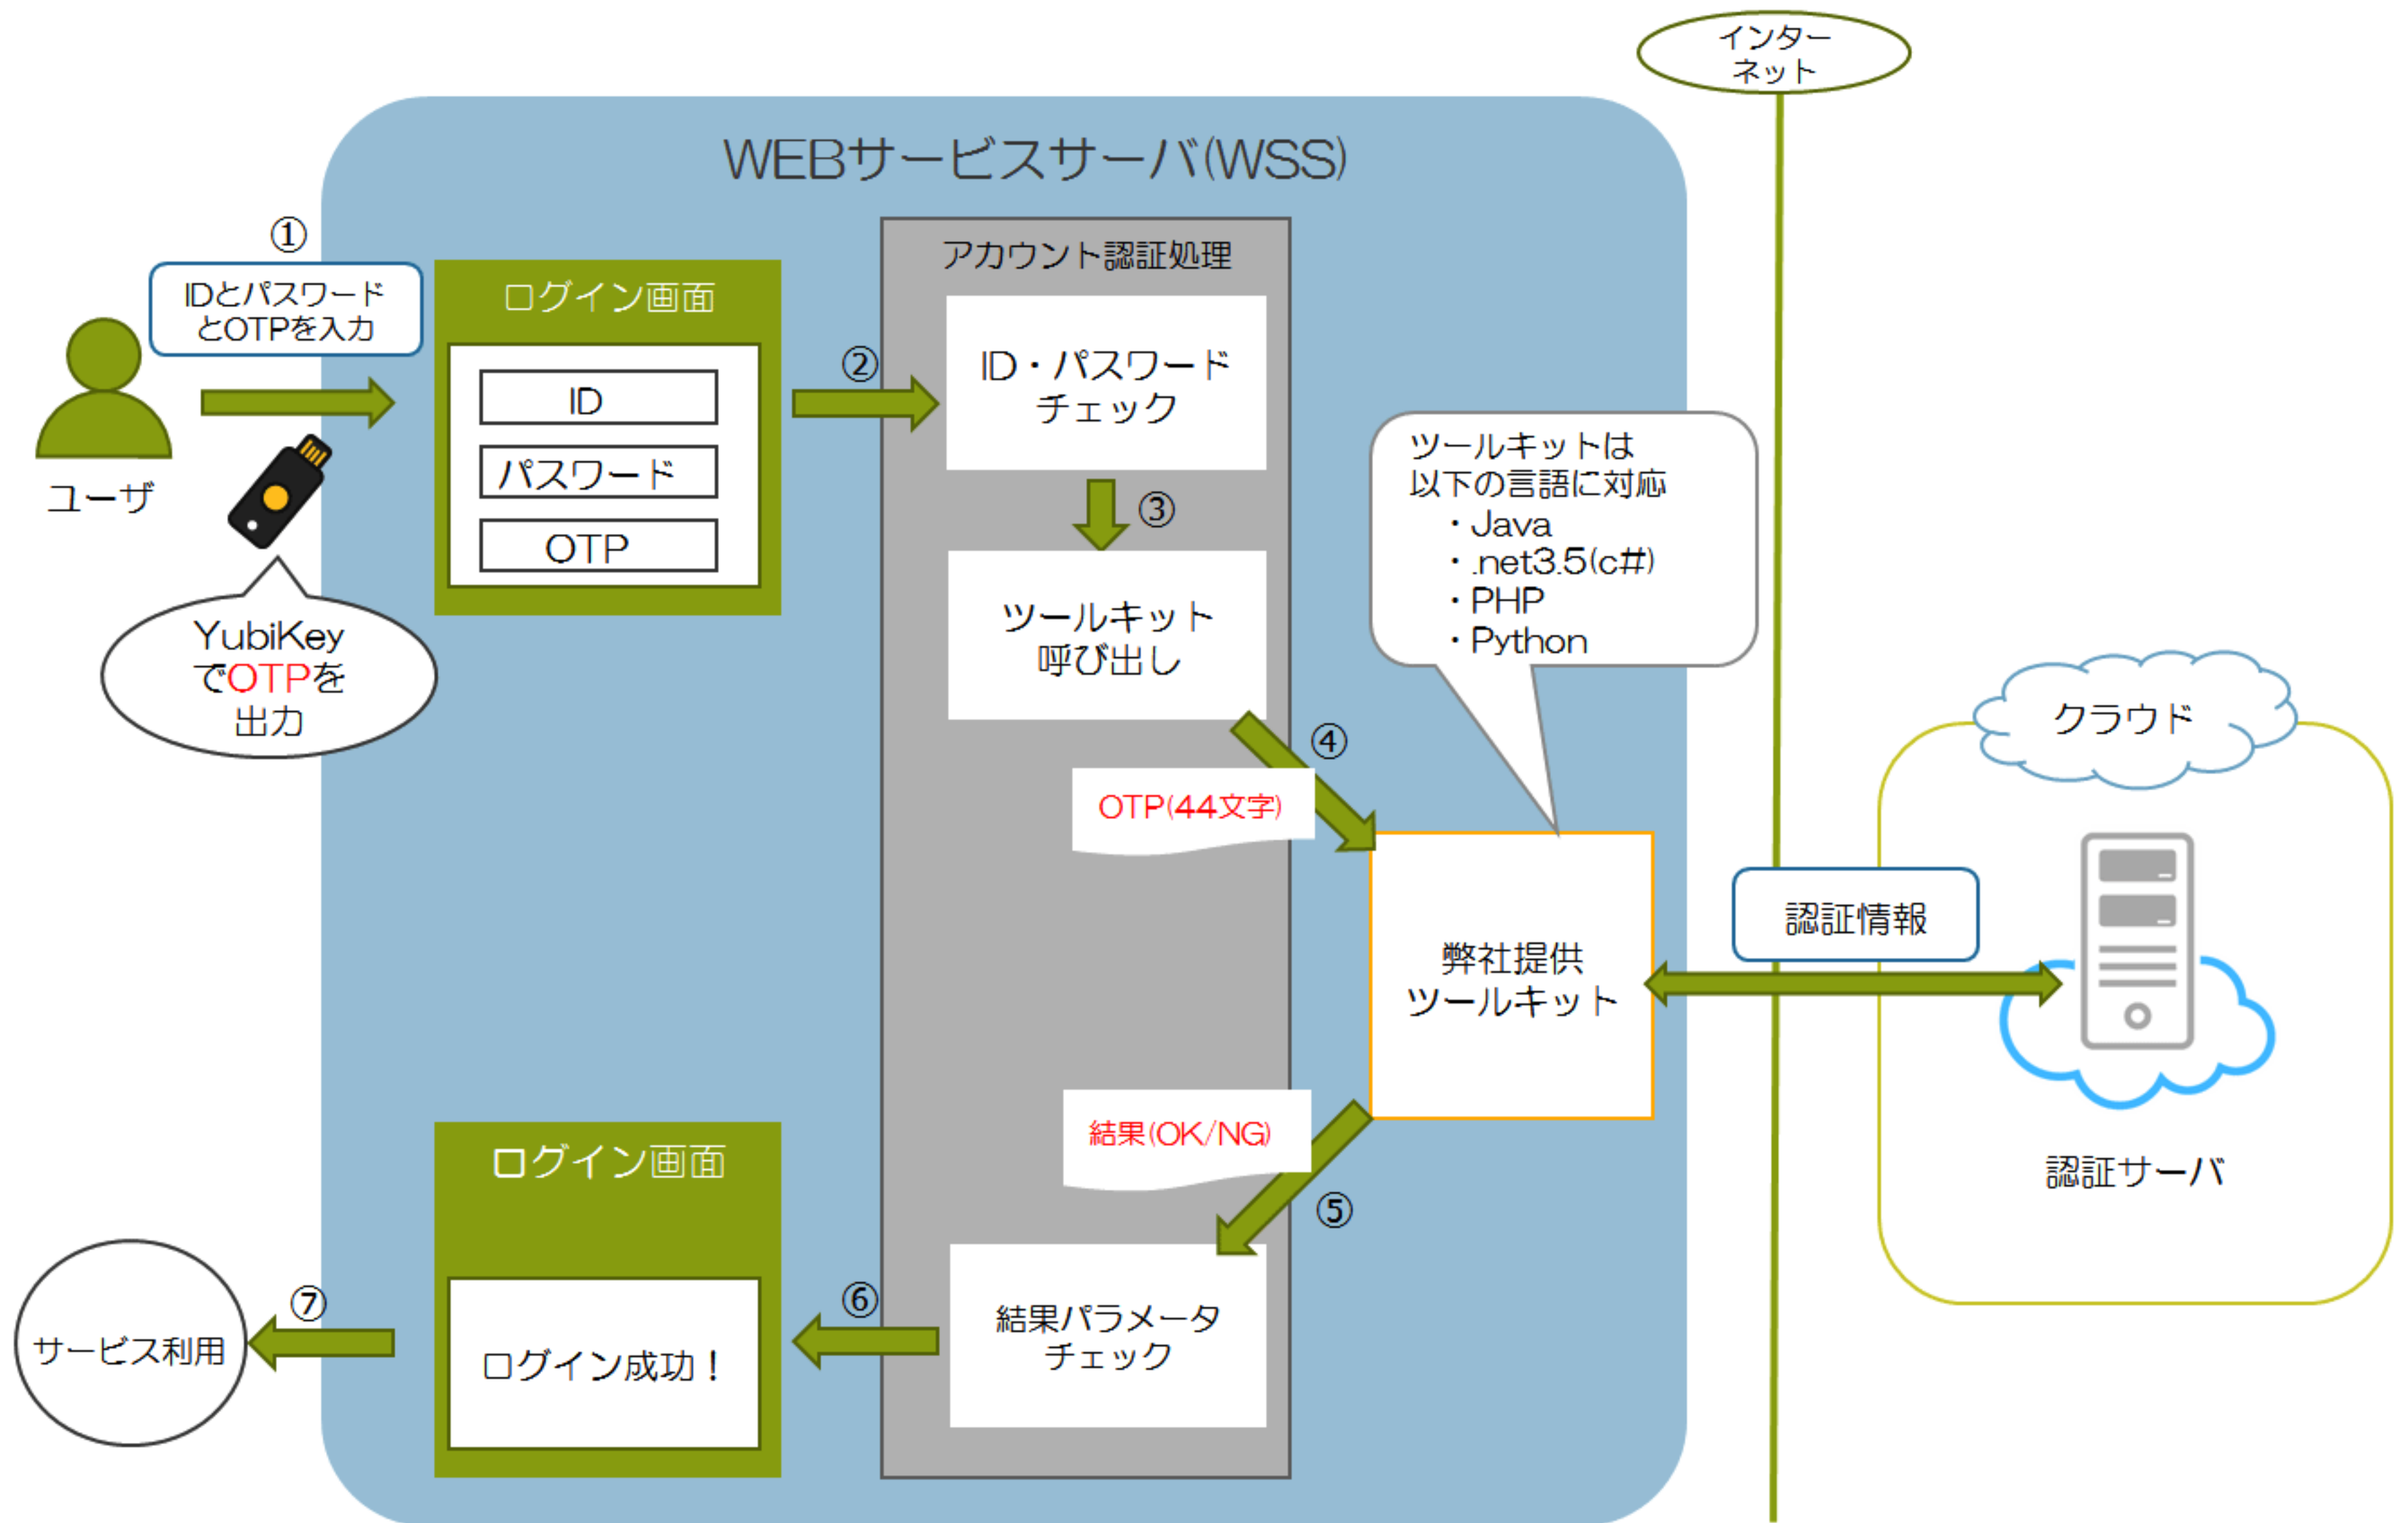 インター
ネット
WEBサービスサーバ(WSS)
①
IDとパスワード
とOTPを入力
ユーザ
YubiKey
でOTPを
出力
ログイン画面
ID
パスワード
OTP
②
アカウント認証処理
ID・パスワード
チェック
③
ツールキット
呼び出し
ツールキットは
以下の言語に対応
・Java
・.net3.5(c#)
・PHP
・Python
④
OTP(44文字)
弊社提供
ツールキット
認証情報
クラウド
認証サーバ
結果(OK/NG)
⑤
結果パラメータ
チェック
⑥
ログイン画面
ログイン成功！
⑦
サービス利用